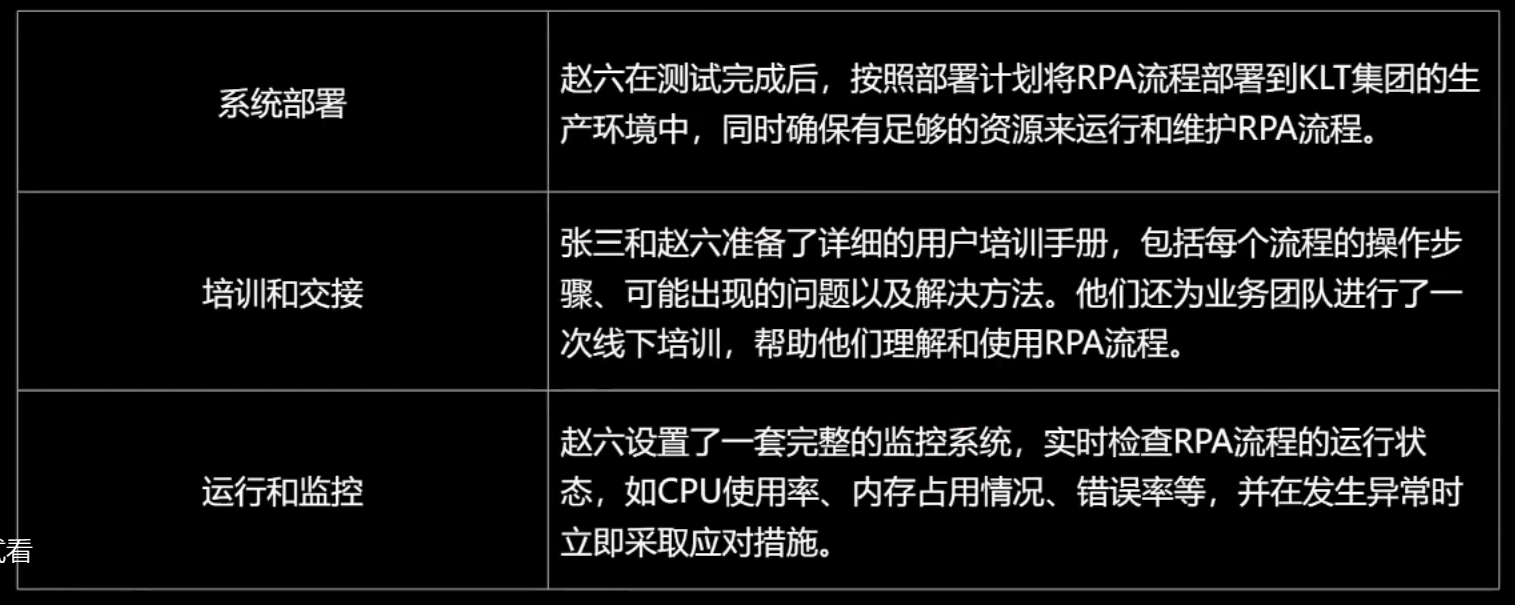 系统部署
赵六在测试完成后，按照部署计划将RPA流程部署到KLT集团的生
产环境中，同时确保有足够的资源来运行和维护RPA流程。
培训和交接
张三和赵六准备了详细的用户培训手册，包括每个流程的操作步
骤、可能出现的问题以及解决方法。他们还为业务团队进行了一
次线下培训，帮助他们理解和使用RPA流程。
运行和监控
赵六设置了一套完整的监控系统，实时检查RPA流程的运行状
态，如CPU使用率、内存占用情况、错误率等，并在发生异常时
立即采取应对措施。
看